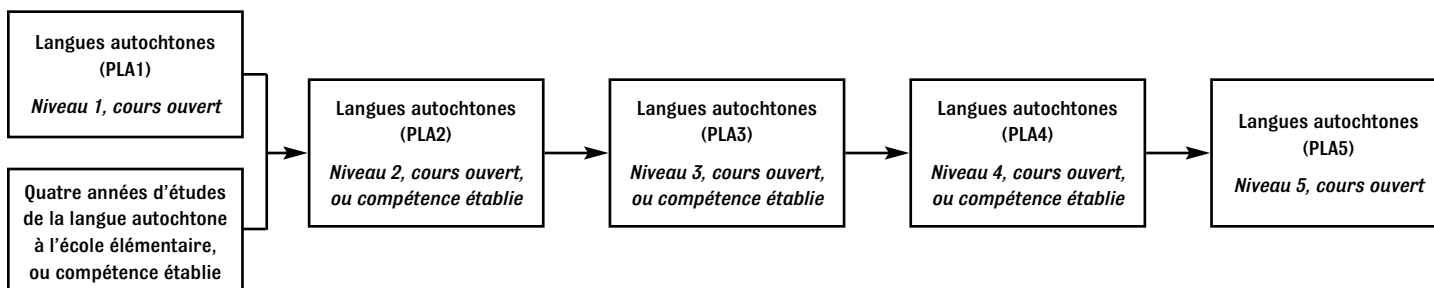 Langues autochtones
(PLA1)
Niveau 1, cours ouvert
Quatre années d’études
de la langue autochtone
à l’école élémentaire,
ou compétence établie
Langues autochtones
(PLA2)
Niveau 2, cours ouvert,
ou compétence établie
Langues autochtones
(PLA3)
Niveau 3, cours ouvert,
ou compétence établie
Langues autochtones
(PLA4)
Niveau 4, cours ouvert,
ou compétence établie
Langues autochtones
(PLA5)
Niveau 5, cours ouvert